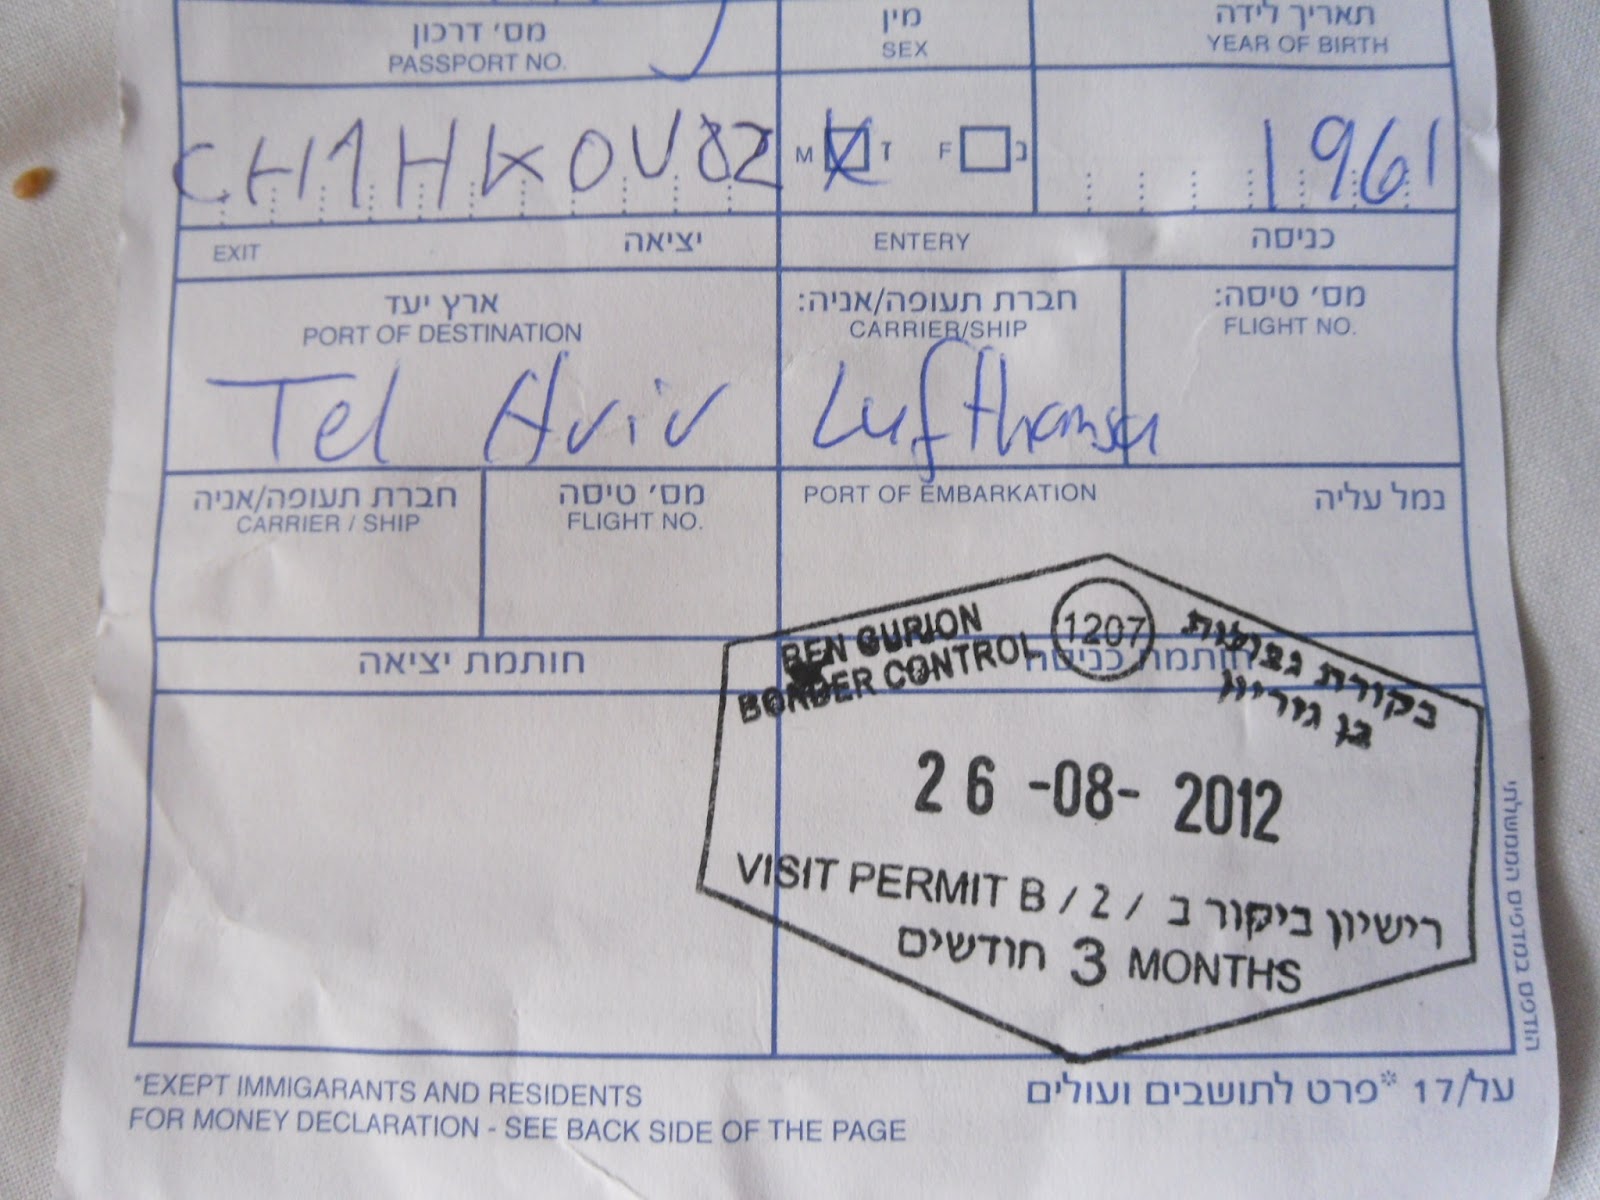 מס׳ דרכון מין תאריך לידה
PASSPORT NO. SEX YEAR OF BIRTH
M ז F נ 1961
EXIT יציאה ENTERY כניסה
ארץ יעד חברת תעופה/אניה: מס׳ טיסה:
PORT OF DESTINATION CARRIER/SHIP FLIGHT NO.
Tel Aviv Lufthansa
חברת תעופה/אניה מס׳ טיסה PORT OF EMBARKATION נמל עליה
CARRIER / SHIP FLIGHT NO.
חותמת יציאה חותמת כניסה
BEN GURION 1207 ביקורת גבולות
BORDER CONTROL בן גוריון
26 -08- 2012
VISIT PERMIT B / 2 / רישיון ביקור ב
חודשים 3 MONTHS
הודפס במדפיס הממשלתי
*EXEPT IMMIGARANTS AND RESIDENTS על/17 *פרט לתושבים ועולים
FOR MONEY DECLARATION - SEE BACK SIDE OF THE PAGE